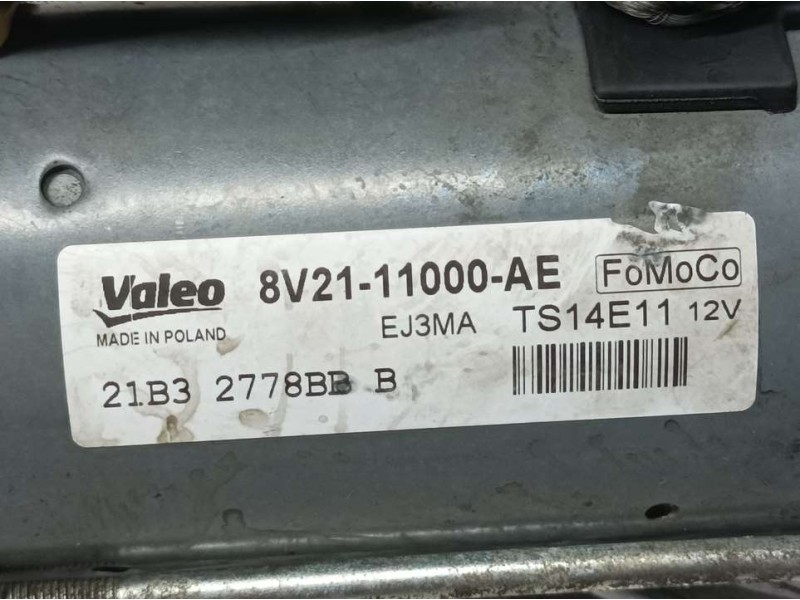 Valeo 8V21-11000-AE FoMoCo
MADE IN POLAND EJ3MA TS14E11 12V
21B3 2778BB B